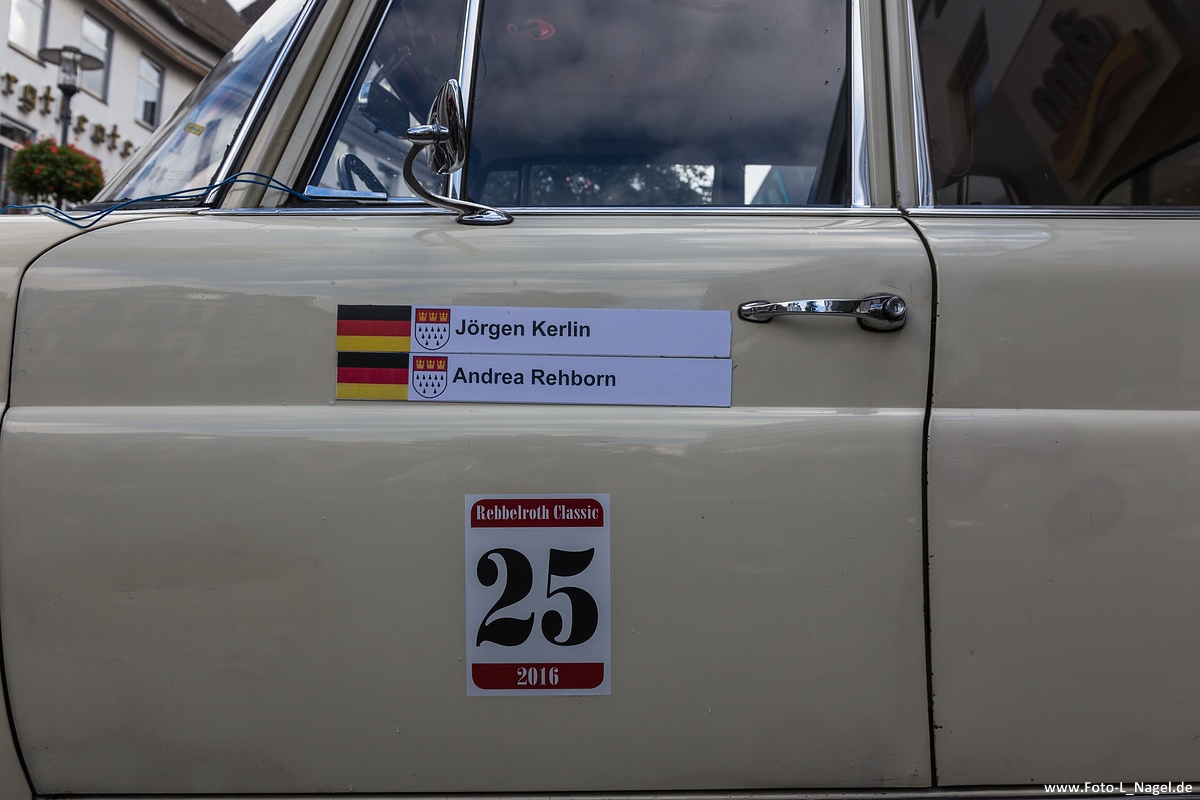 Jörgen Kerlin
Andrea Rehborn
Rebbelroth Classic
25
2016
www.Foto-L_Nagel.de